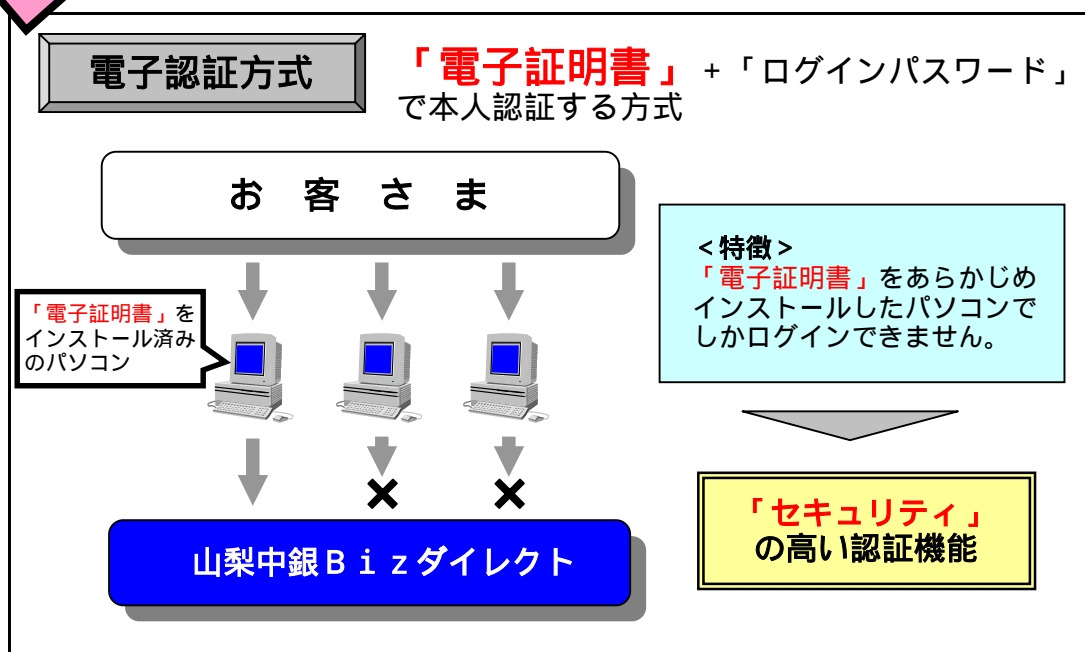 電子認証方式
「電子証明書」+「ログインパスワード」
で本人認証する方式
お 客 さ ま
「電子証明書」を
インストール済み
のパソコン
<特徴>
「電子証明書」をあらかじめ
インストールしたパソコンで
しかログインできません。
「セキュリティ」
の高い認証機能
山梨中銀Bizダイレクト